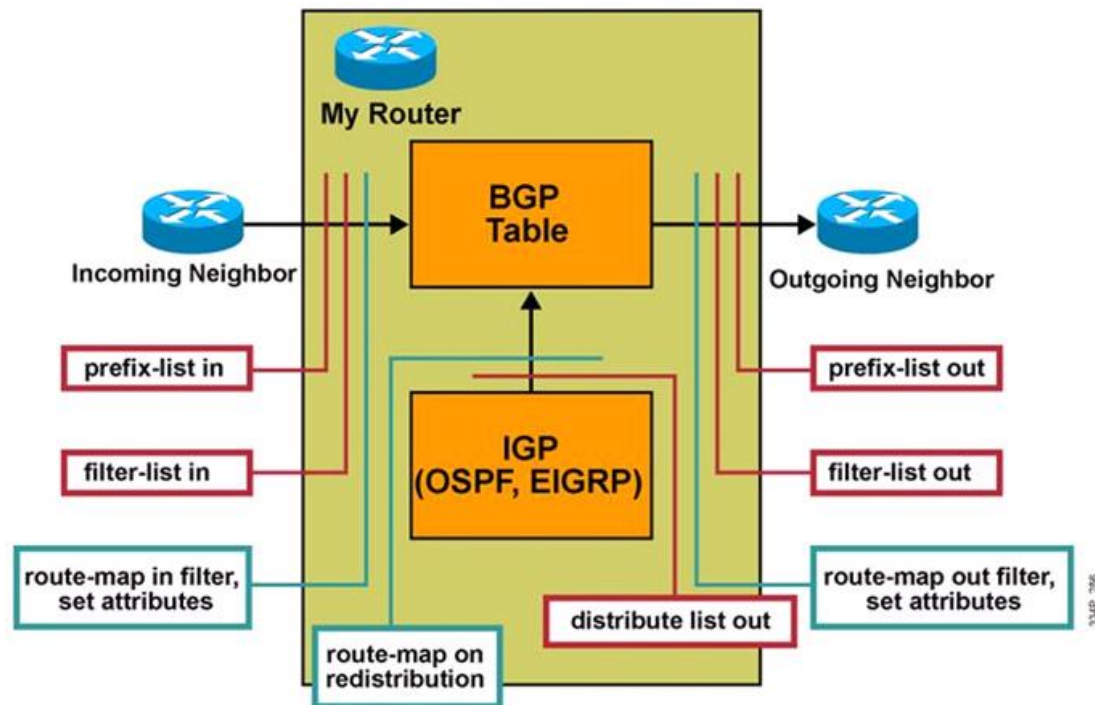 My Router
BGP
Table
Incoming Neighbor
Outgoing Neighbor
prefix-list in
prefix-list out
IGP
(OSPF, EIGRP)
filter-list in
filter-list out
route-map in filter,
set attributes
route-map out filter,
set attributes
distribute list out
route-map on
redistribution